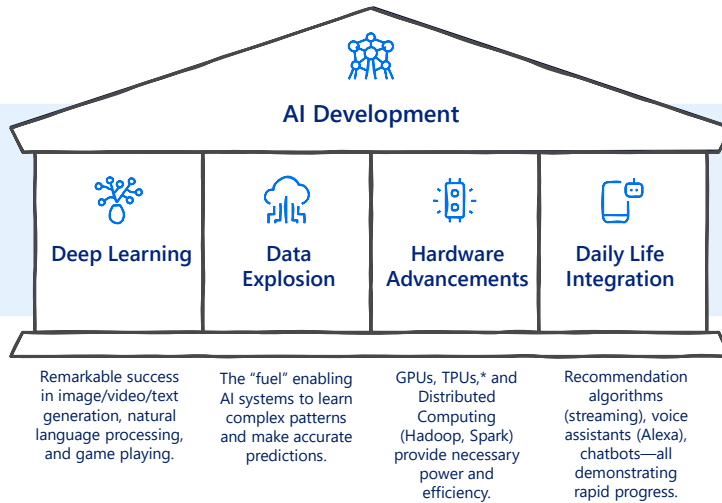 AI Development
Deep Learning
Data
Explosion
Hardware
Advancements
Daily Life
Integration
Remarkable success
in image/video/text
generation, natural
language processing,
and game playing.
The “fuel” enabling
AI systems to learn
complex patterns
and make accurate
predictions.
GPUs, TPUs,* and
Distributed
Computing
(Hadoop, Spark)
provide necessary
power and
efficiency.
Recommendation
algorithms
(streaming), voice
assistants (Alexa),
chatbots—all
demonstrating
rapid progress.